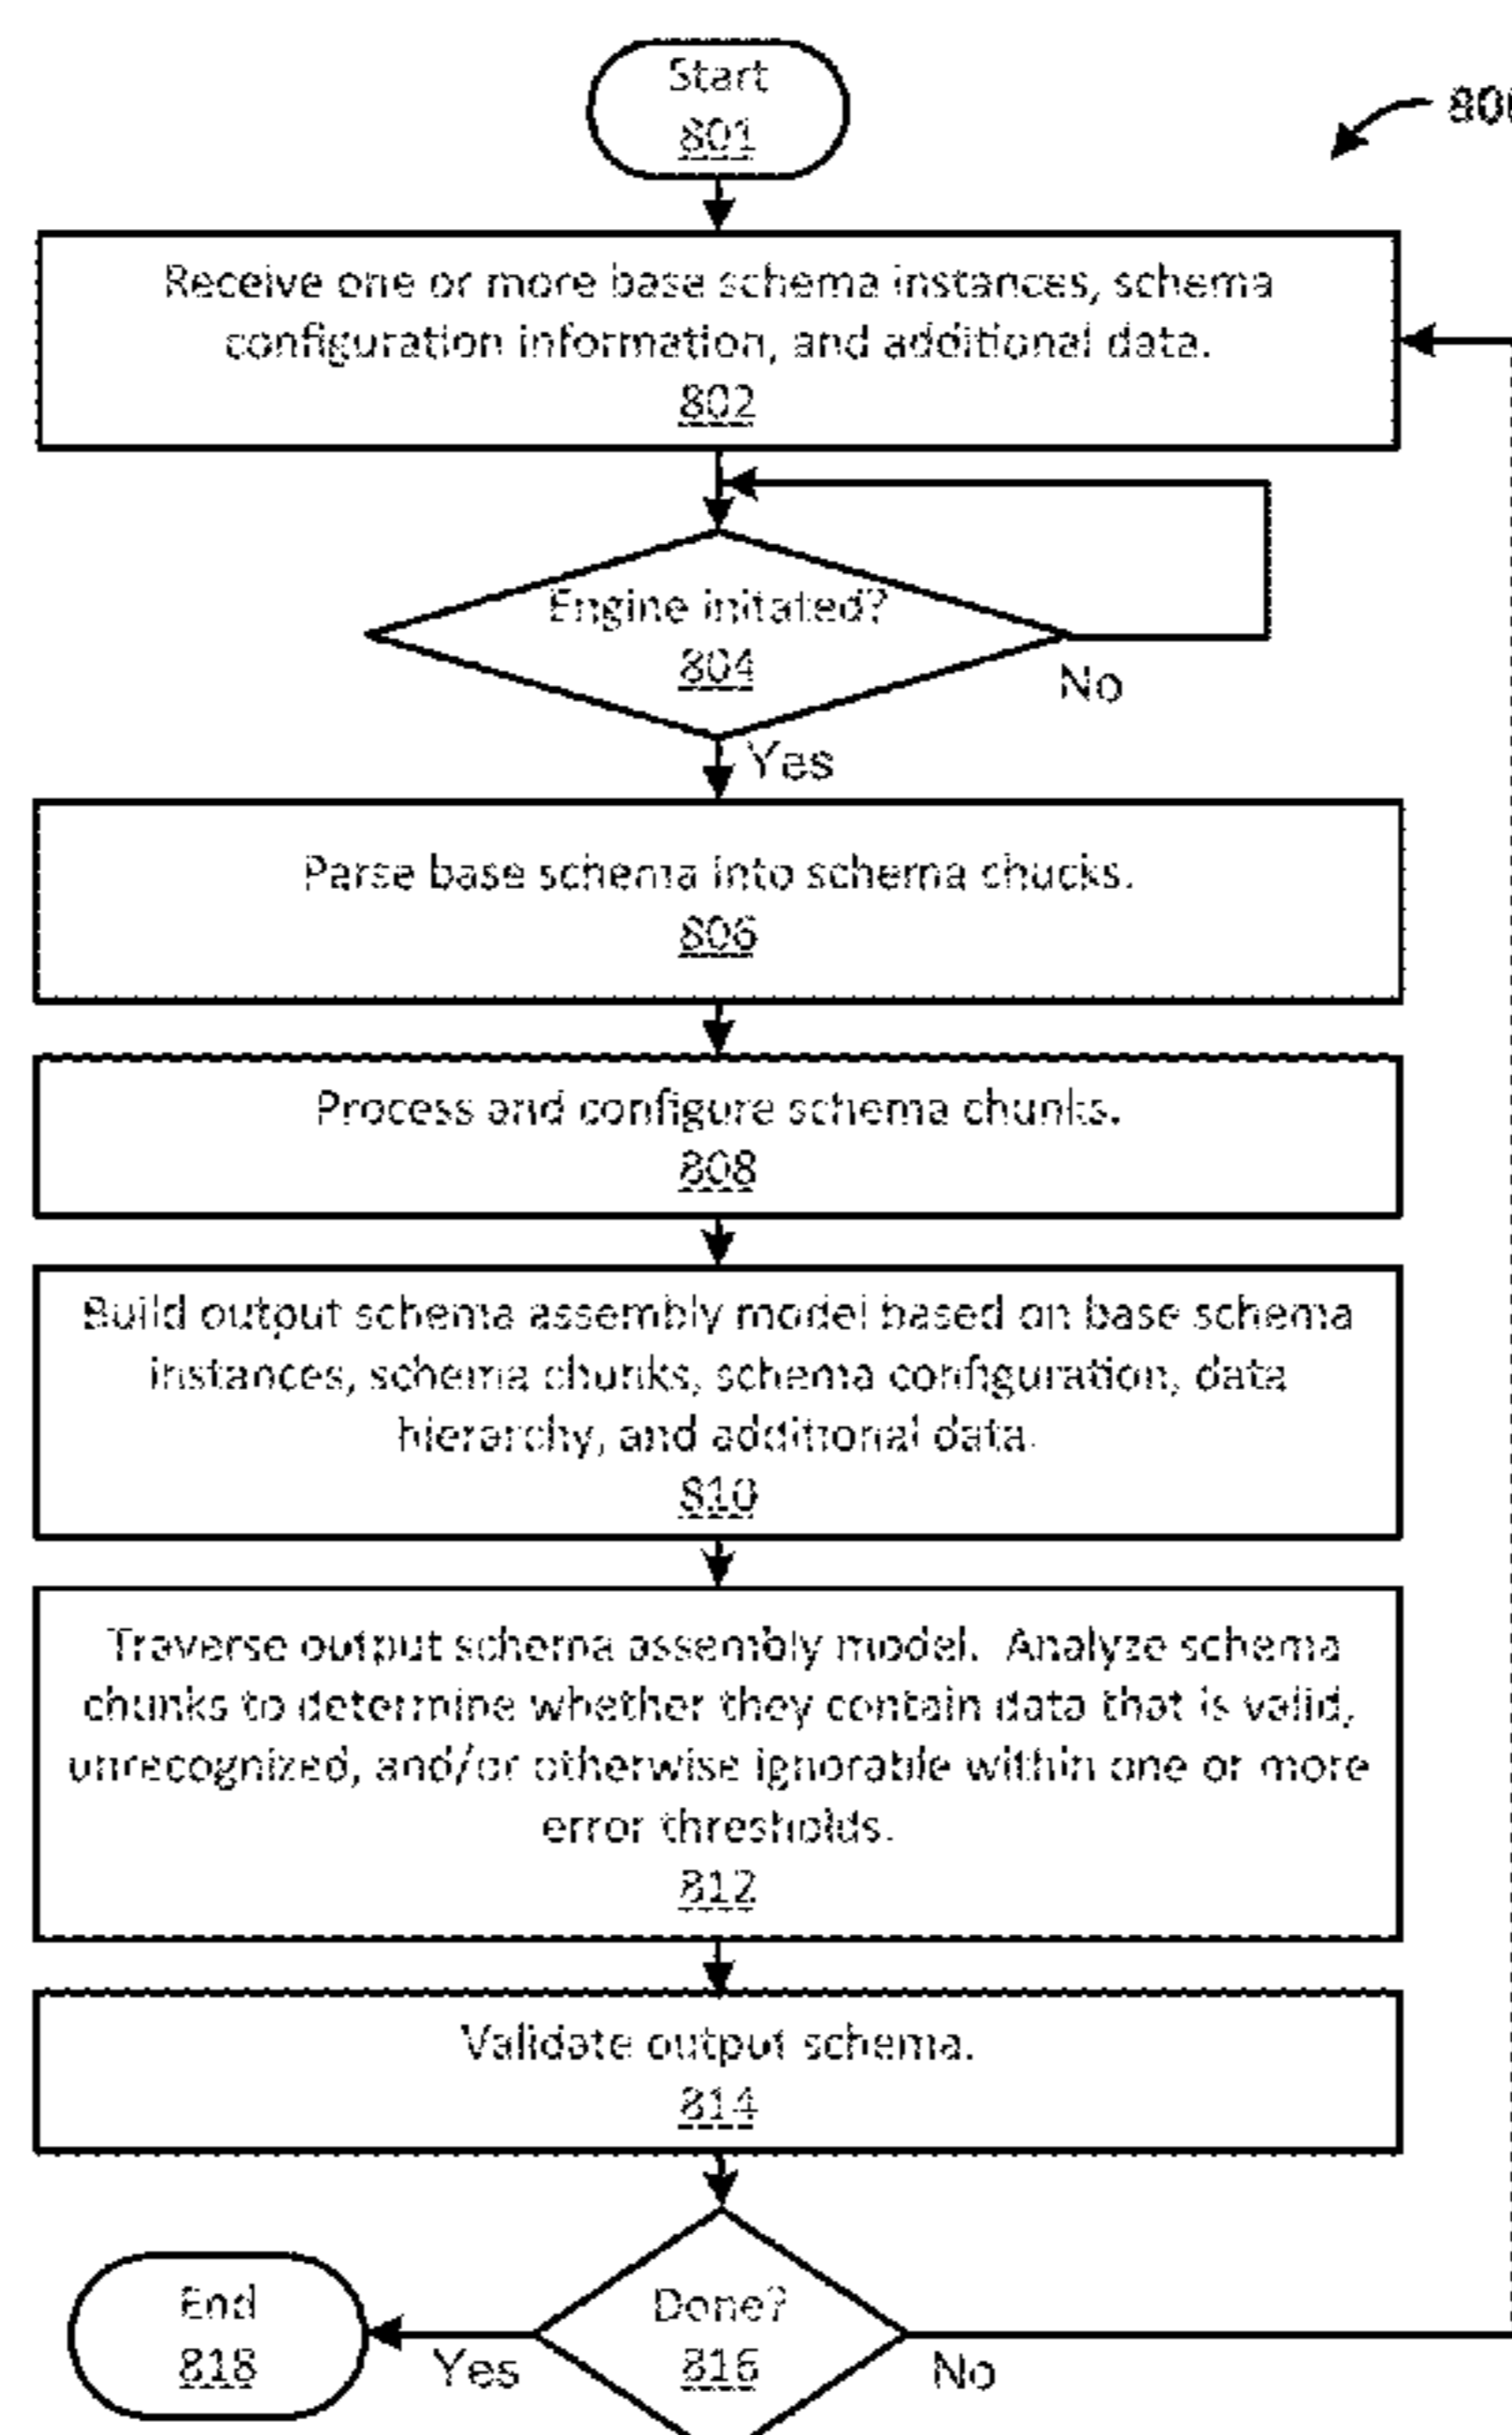 Start
801
800
Receive one or more base schema instances, schema
configuration information, and additional data.
802
Engine initated?
804
No
Yes
Parse base schema into schema chucks.
806
Process and configure schema chunks.
808
Build output schema assembly model based on base schema
instances, schema chunks, schema configuration, data
hierarchy, and additional data.
810
Traverse output schema assembly model. Analyze schema
chunks to determine whether they contain data that is valid,
unrecognized, and/or otherwise ignorable within one or more
error thresholds.
812
Validate output schema.
814
End
818
Yes
Done?
816
No